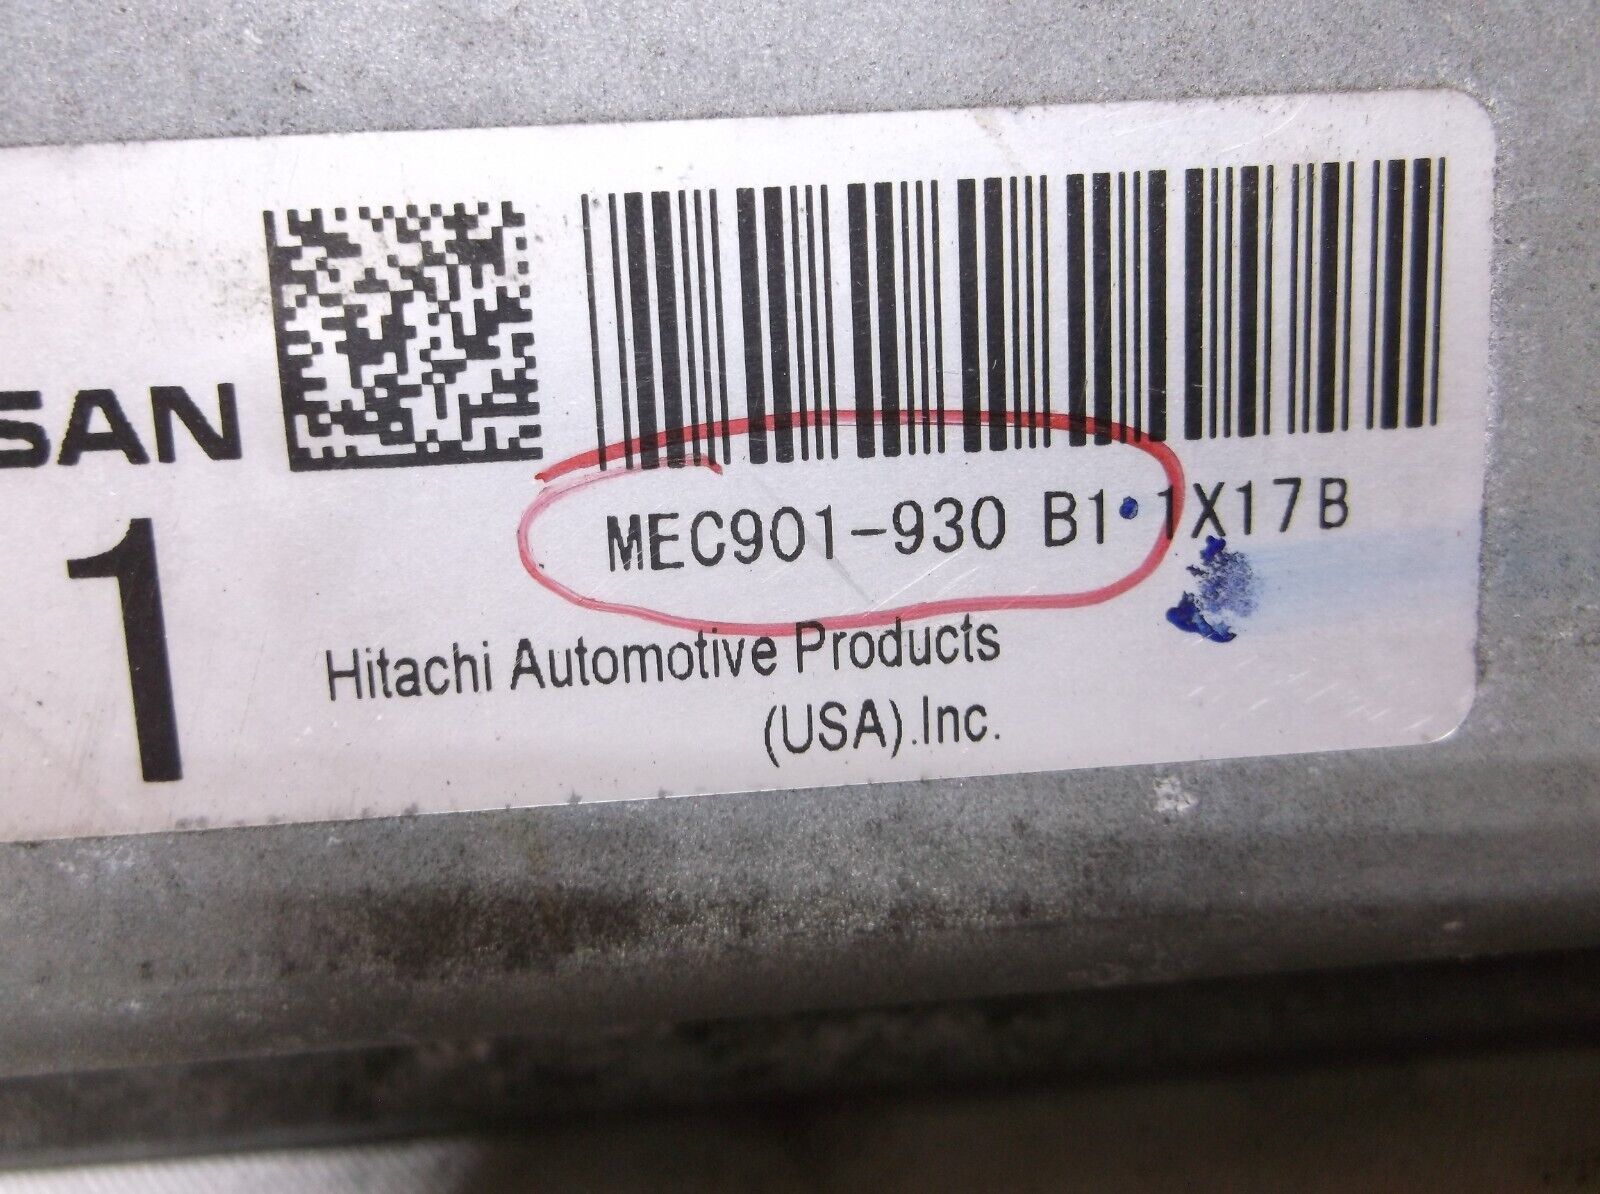 SAN
1
MEC901-930 B1 1X17B
Hitachi Automotive Products
(USA).Inc.